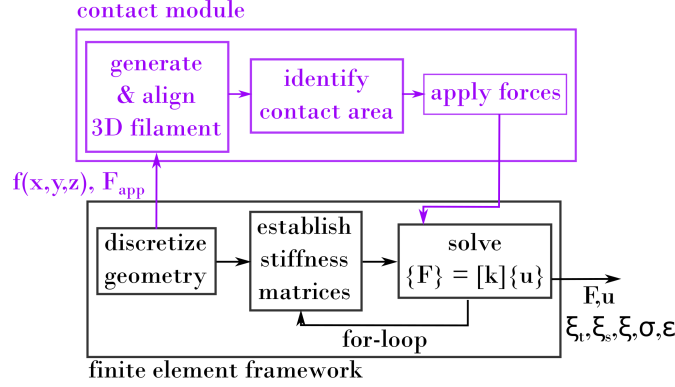 contact module
generate
& align
3D filament
identify
contact area
apply forces
f(x,y,z), F_app
discretize
geometry
establish
stiffness
matrices
solve
{F} = [k]{u}
for-loop
F,u
ξₜ,ξₛ,ξ,σ,ε
finite element framework